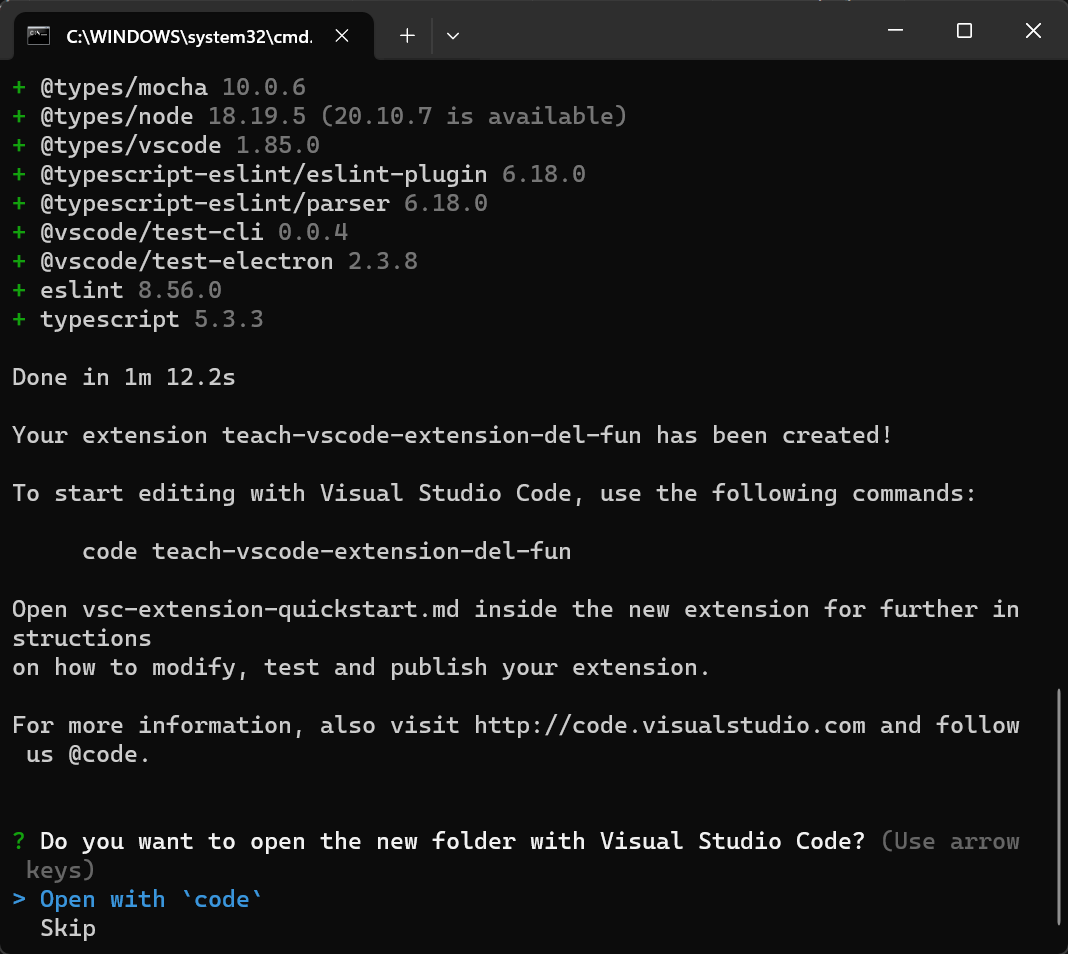 C:\WINDOWS\system32\cmd.
+ @types/mocha 10.0.6
+ @types/node 18.19.5 (20.10.7 is available)
+ @types/vscode 1.85.0
+ @typescript-eslint/eslint-plugin 6.18.0
+ @typescript-eslint/parser 6.18.0
+ @vscode/test-cli 0.0.4
+ @vscode/test-electron 2.3.8
+ eslint 8.56.0
+ typescript 5.3.3
Done in 1m 12.2s
Your extension teach-vscode-extension-del-fun has been created!
To start editing with Visual Studio Code, use the following commands:
code teach-vscode-extension-del-fun
Open vsc-extension-quickstart.md inside the new extension for further in
structions
on how to modify, test and publish your extension.
For more information, also visit http://code.visualstudio.com and follow
us @code.
? Do you want to open the new folder with Visual Studio Code? (Use arrow
keys)
> Open with `code`
Skip